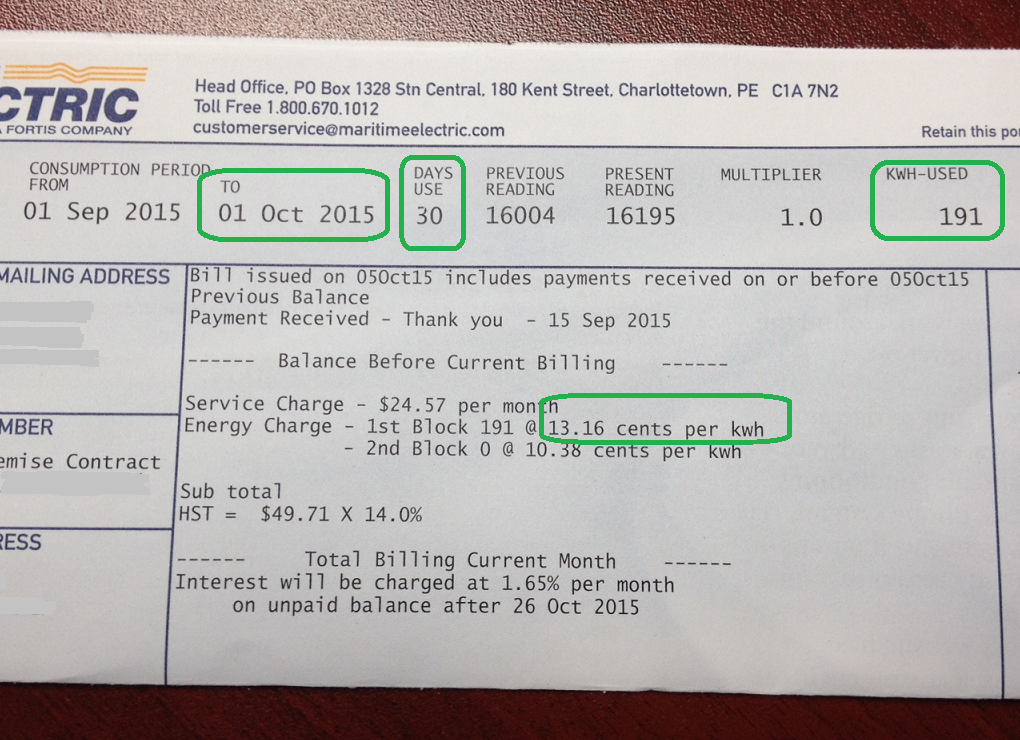 CTRIC
A FORTIS COMPANY
Head Office, PO Box 1328 Stn Central, 180 Kent Street, Charlottetown, PE C1A 7N2
Toll Free 1.800.670.1012
customerservice@maritimeelectric.com
Retain this por
CONSUMPTION PERIOD
FROM TO
01 Sep 2015 01 Oct 2015
DAYS USE
30
PREVIOUS READING
16004
PRESENT READING
16195
MULTIPLIER
1.0
KWH-USED
191
MAILING ADDRESS
MBER
emise Contract
RESS
Bill issued on 05Oct15 includes payments received on or before 05Oct15
Previous Balance
Payment Received - Thank you - 15 Sep 2015
------ Balance Before Current Billing ------
Service Charge - $24.57 per month
Energy Charge - 1st Block 191 @ 13.16 cents per kwh
- 2nd Block 0 @ 10.38 cents per kwh
Sub total
HST = $49.71 X 14.0%
------ Total Billing Current Month ------
Interest will be charged at 1.65% per month
on unpaid balance after 26 Oct 2015